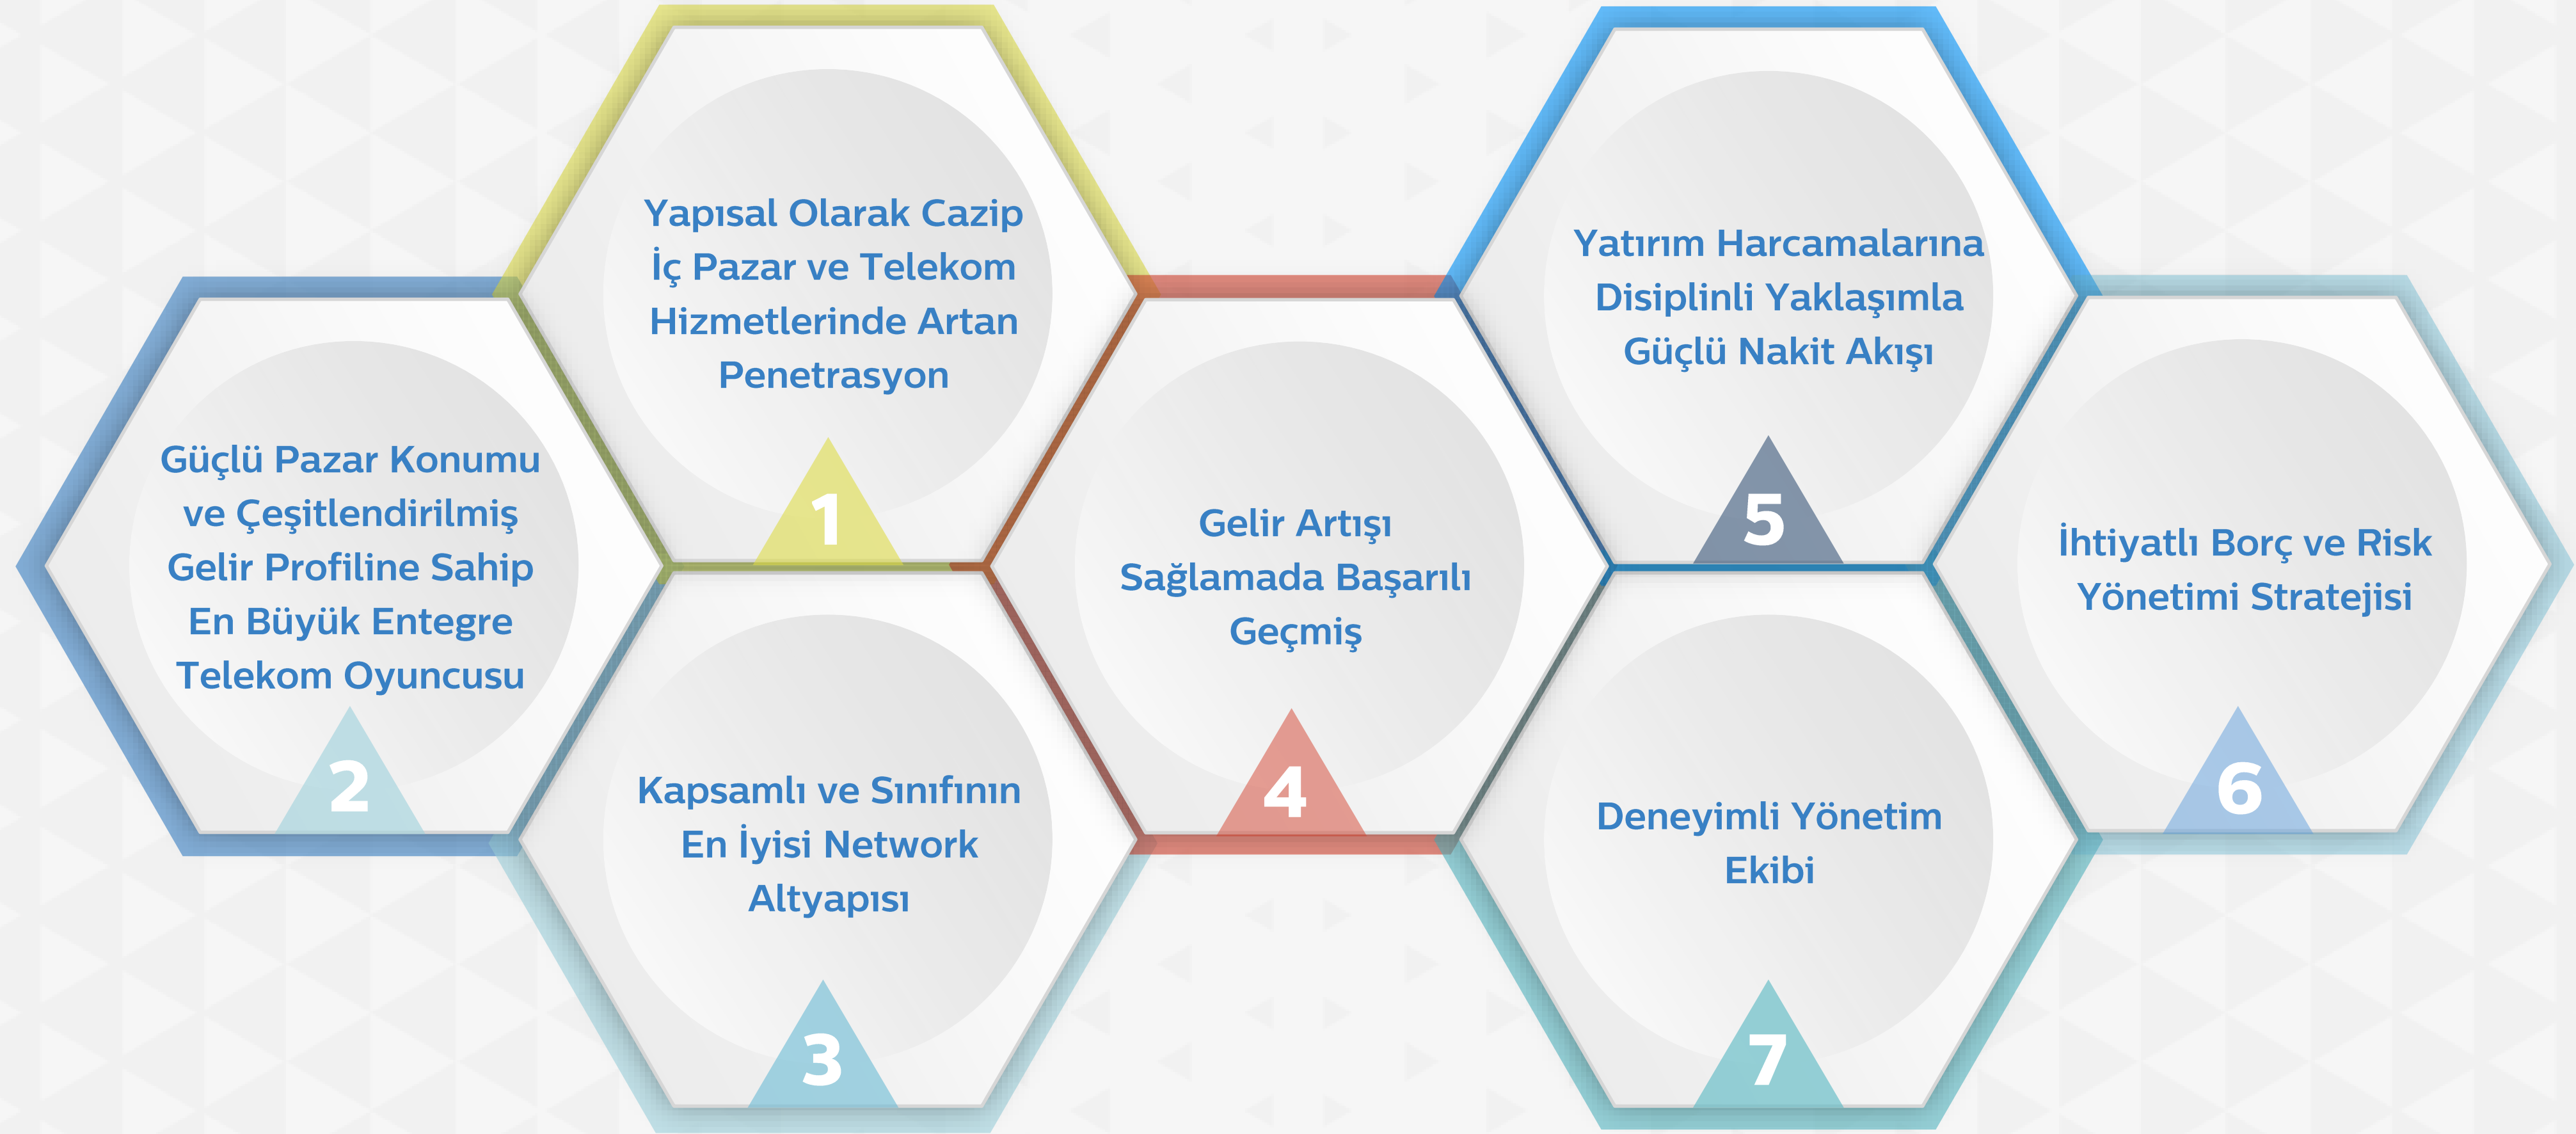 Yapısal Olarak Cazip
İç Pazar ve Telekom
Hizmetlerinde Artan
Penetrasyon
1
Güçlü Pazar Konumu
ve Çeşitlendirilmiş
Gelir Profiline Sahip
En Büyük Entegre
Telekom Oyuncusu
2
Kapsamlı ve Sınıfının
En İyisi Network
Altyapısı
3
Gelir Artışı
Sağlamada Başarılı
Geçmiş
4
Yatırım Harcamalarına
Disiplinli Yaklaşımla
Güçlü Nakit Akışı
5
İhtiyatlı Borç ve Risk
Yönetimi Stratejisi
6
Deneyimli Yönetim
Ekibi
7